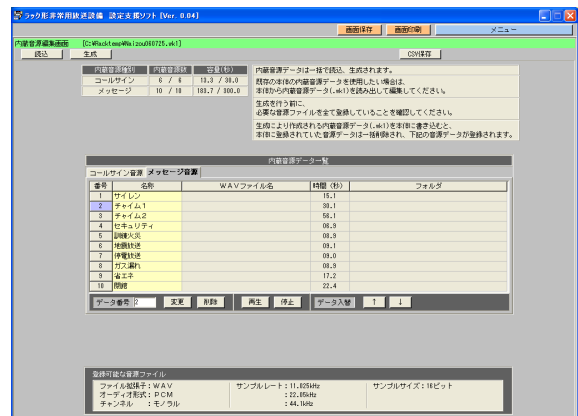 ラック形非常用放送設備 設定支援ソフト (Ver. 0.04)
画面保存 画面印刷 メニュー
内蔵音源編集画面 [C:¥Racktemp¥Naizou060725.wk1]
読込 生成 CSV保存
内蔵音源種別 内蔵音源数 容量(秒)
コールサイン 6 / 6 13.3 / 30.0
メッセージ 10 / 10 183.7 / 300.0
内蔵音源データは一括で読込、生成されます。
既存の本体の内蔵音源データを使用したい場合は、
本体から内蔵音源データ(.wk1)を読み出して編集してください。
生成を行う前に、
必要な音源ファイルを全て登録していることを確認してください。
生成により作成される内蔵音源データ(.wk1)を本体に書き込むと、
本体に登録されていた音源データは一括削除され、下記の音源データが登録されます。
内蔵音源データ一覧
コールサイン音源 メッセージ音源
番号 名称 WAVファイル名 時間 (秒) フォルダ
1 サイレン 15.1
2 チャイム1 30.1
3 チャイム2 56.1
4 セキュリティ 06.9
5 訓練火災 08.9
6 地震放送 09.1
7 停電放送 09.0
8 ガス漏れ 08.9
9 省エネ 17.2
10 閉館 22.4
データ番号 2 変更 削除 再生 停止 データ入替 ↑ ↓
登録可能な音源ファイル
ファイル拡張子：WAV サンプルレート：11.025kHz サンプルサイズ：16ビット
オーディオ形式：PCM ：22.05kHz
チャンネル ：モノラル ：44.1kHz